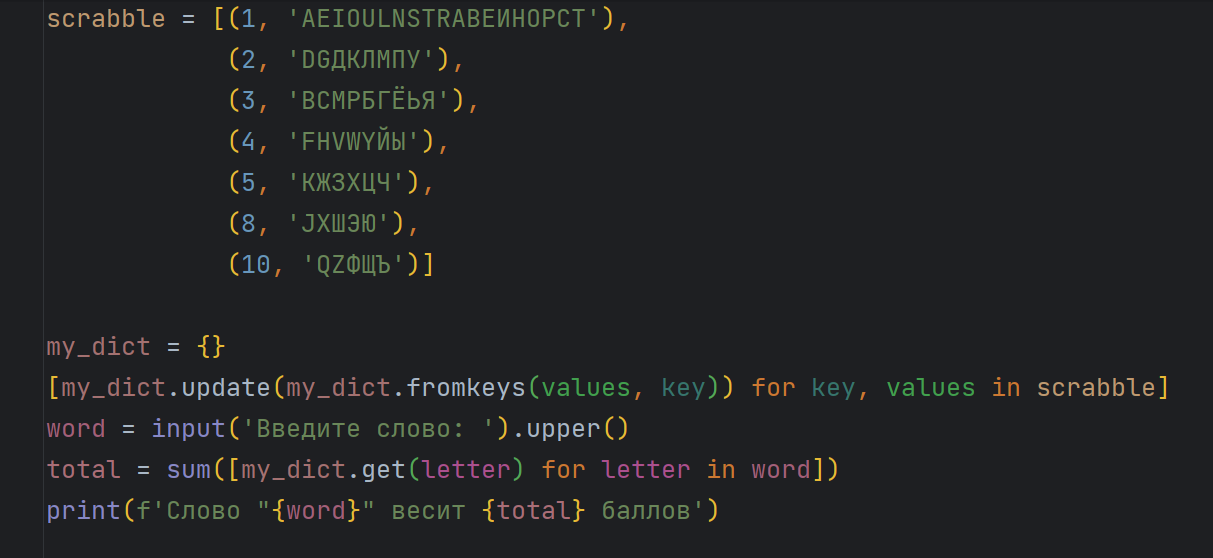 scrabble = [(1, 'AEIOULNSTRАВЕИНОРСТ'),
(2, 'DGДКЛМПУ'),
(3, 'BCMPБГЁЬЯ'),
(4, 'FHVWYЙЫ'),
(5, 'KЖЗХЦЧ'),
(8, 'JXШЭЮ'),
(10, 'QZФЩЪ')]
my_dict = {}
[my_dict.update(my_dict.fromkeys(values, key)) for key, values in scrabble]
word = input('Введите слово: ').upper()
total = sum([my_dict.get(letter) for letter in word])
print(f'Слово "{word}" весит {total} баллов')